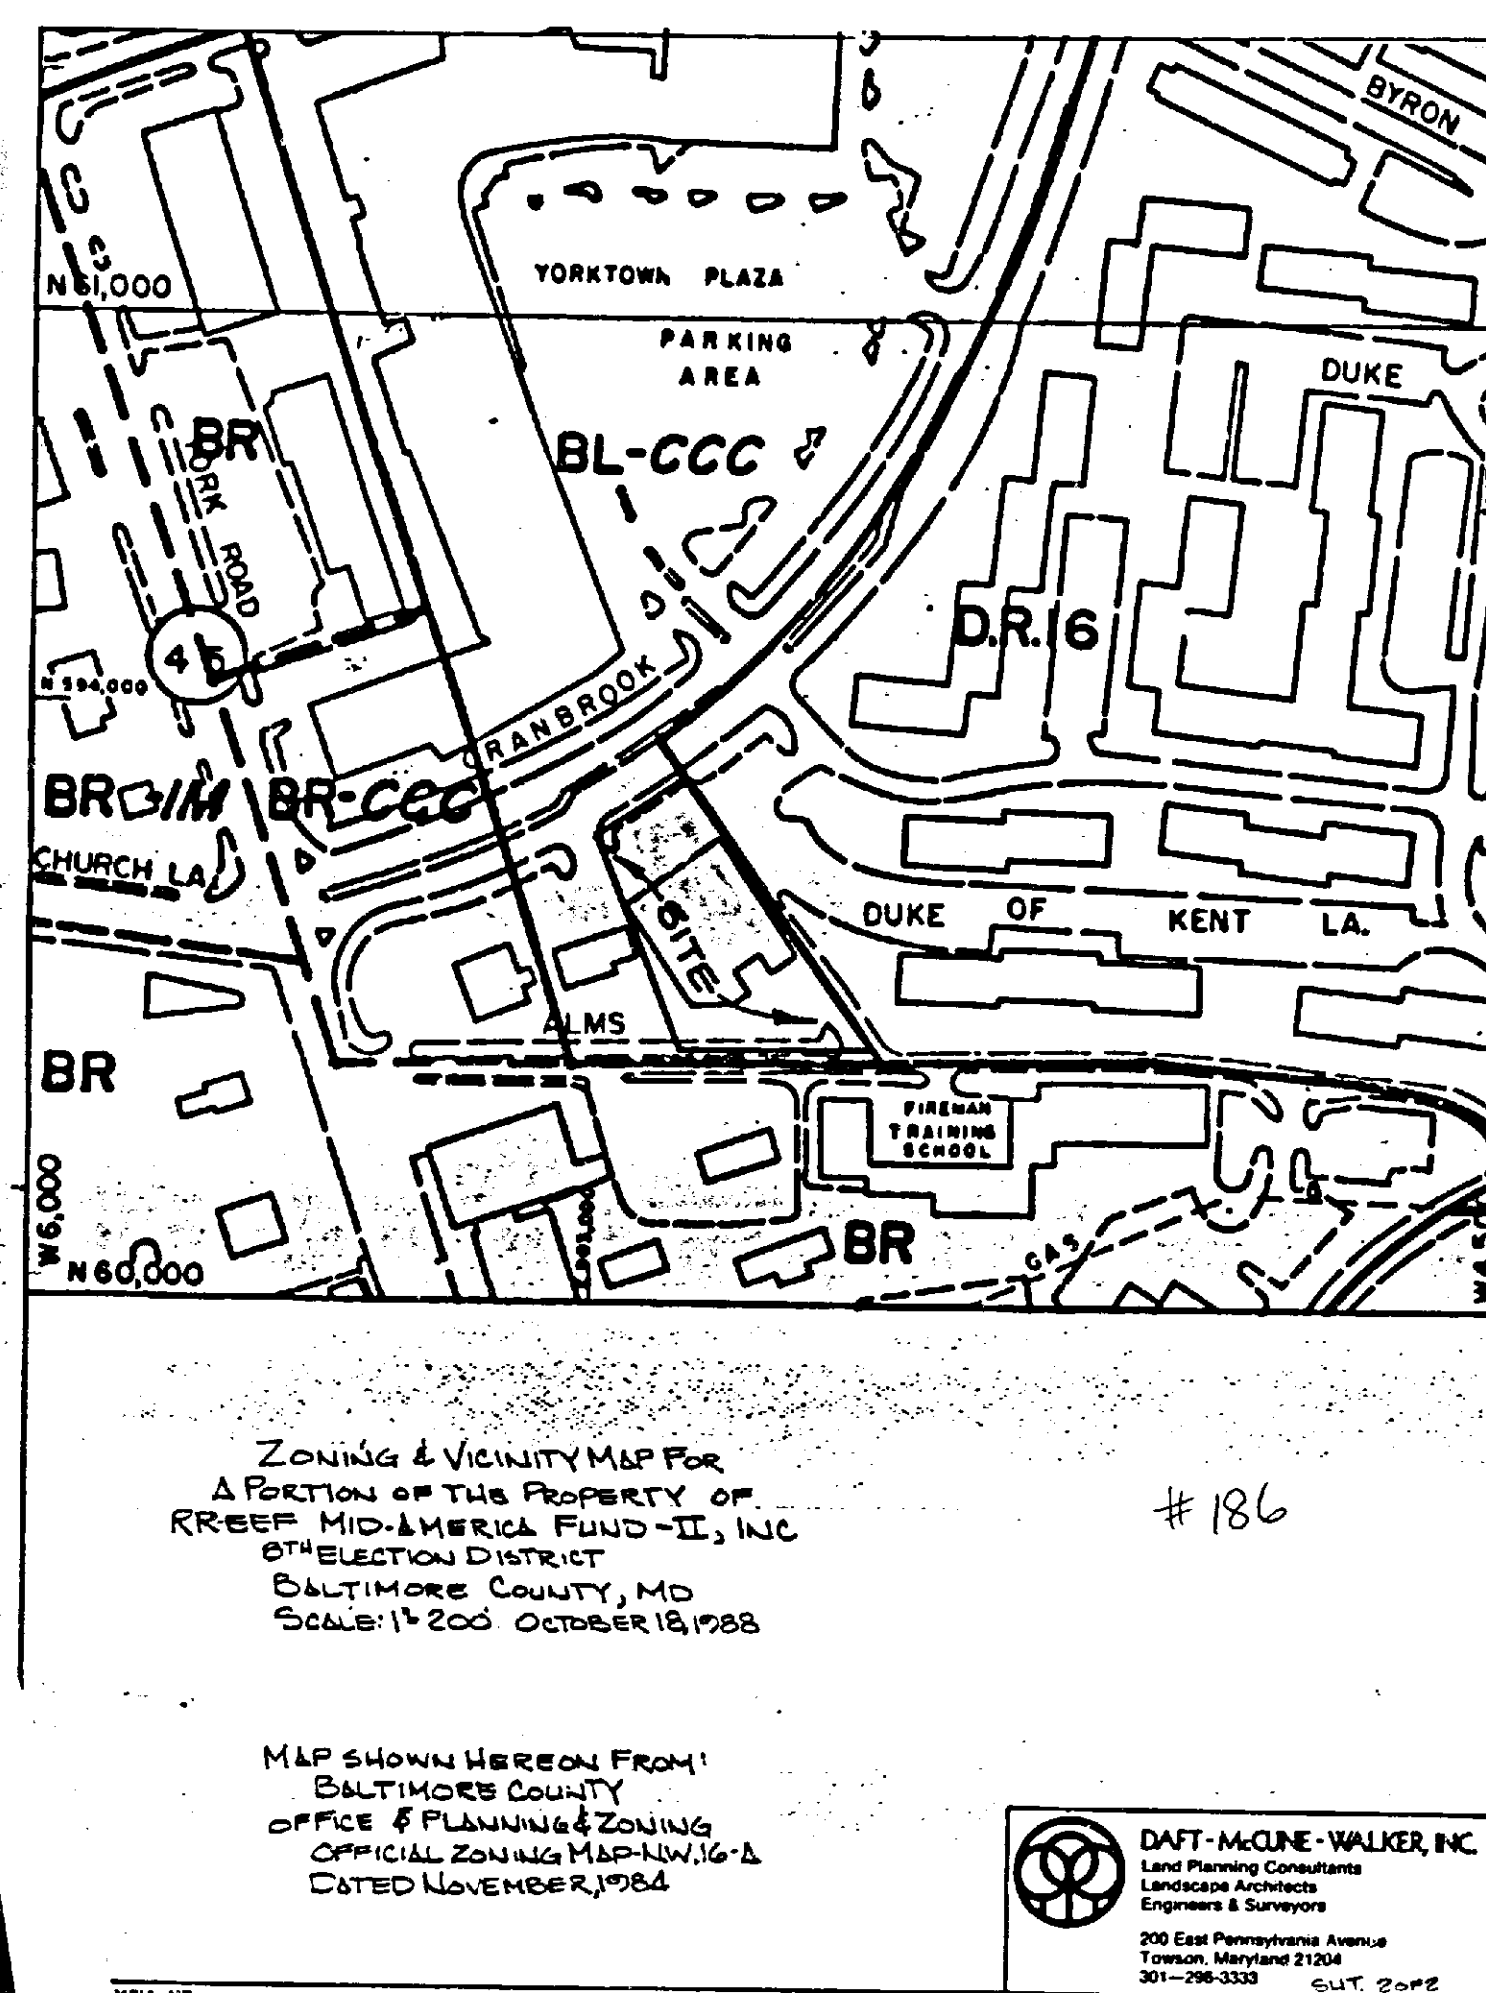 BYRON
N 61,000
YORKTOWN PLAZA
PARKING
AREA
DUKE
BR
YORK ROAD
BL-CCC
D.R.16
45
N 594,000
CRANBROOK
BR-IM
BR-CCC
CHURCH LA.
SITE
DUKE OF KENT LA.
ALMS
BR
FIREMAN
TRAINING
SCHOOL
BR
GAS
W 6,000
N 60,000
ZONING & VICINITY MAP FOR
A PORTION OF THE PROPERTY OF
RREEF MID-AMERICA FUND-II, INC
8TH ELECTION DISTRICT
BALTIMORE COUNTY, MD
SCALE: 1"=200' OCTOBER 18, 1988
# 186
MAP SHOWN HEREON FROM:
BALTIMORE COUNTY
OFFICE OF PLANNING & ZONING
OFFICIAL ZONING MAP-NW,16-A
DATED NOVEMBER, 1984
DAFT-McCUNE-WALKER, INC.
Land Planning Consultants
Landscape Architects
Engineers & Surveyors
200 East Pennsylvania Avenue
Towson, Maryland 21204
301-296-3333
SHT. 2 OF 2